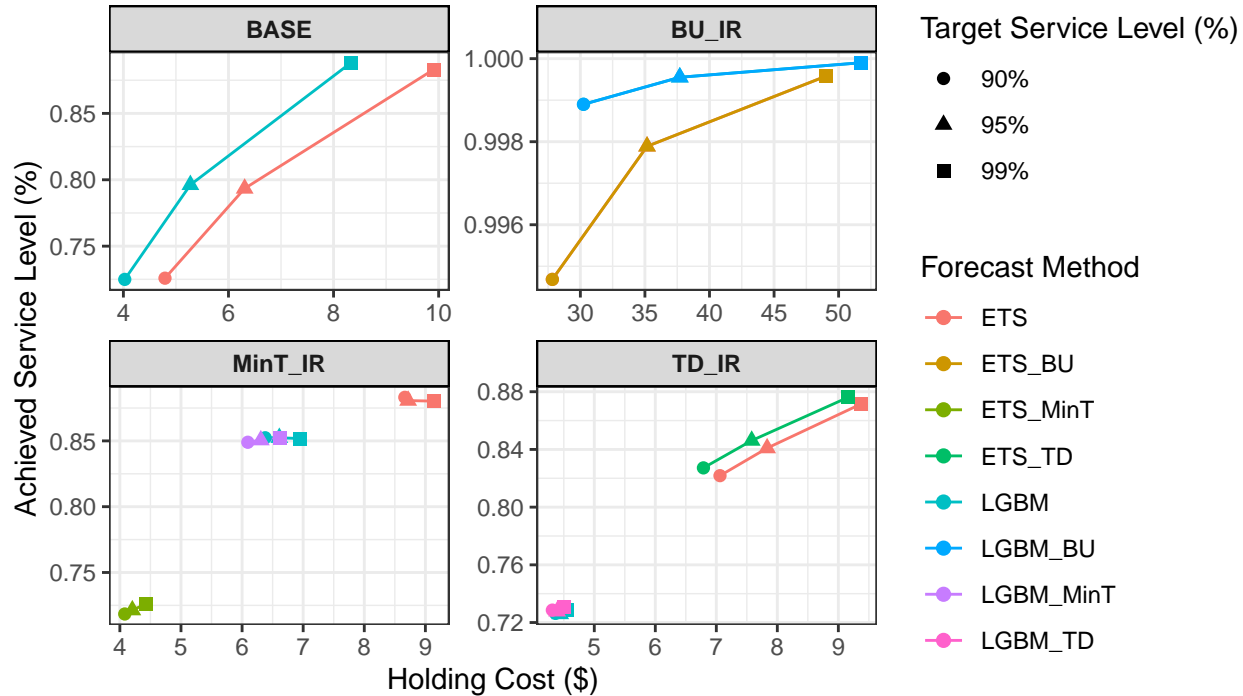 BASE
BU_IR
0.85
0.80
0.75
4
6
8
10
1.000
0.998
0.996
30
35
40
45
50
MinT_IR
TD_IR
0.85
0.80
0.75
4
5
6
7
8
9
0.88
0.84
0.80
0.76
0.72
5
6
7
8
9
Achieved Service Level (%)
Holding Cost ($)
Target Service Level (%)
90%
95%
99%
Forecast Method
ETS
ETS_BU
ETS_MinT
ETS_TD
LGBM
LGBM_BU
LGBM_MinT
LGBM_TD